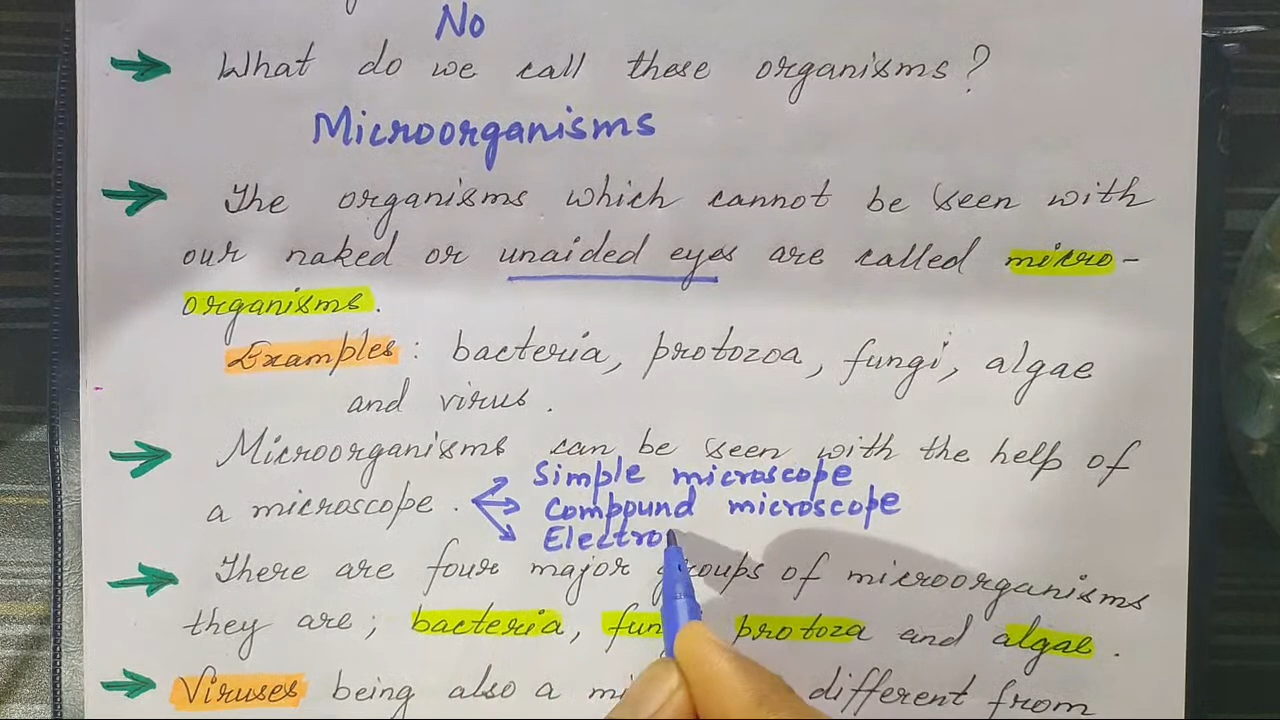 No
What do we call these organisms?
Microorganisms
The organisms which cannot be seen with
our naked or unaided eyes are called micro-
organisms.
Examples: bacteria, protozoa, fungi, algae
and virus.
Microorganisms can be seen with the help of
a microscope.
Simple microscope
Compound microscope
Electro
There are four major groups of microorganisms
they are; bacteria, fun protoza and algae.
Viruses being also a mi different from